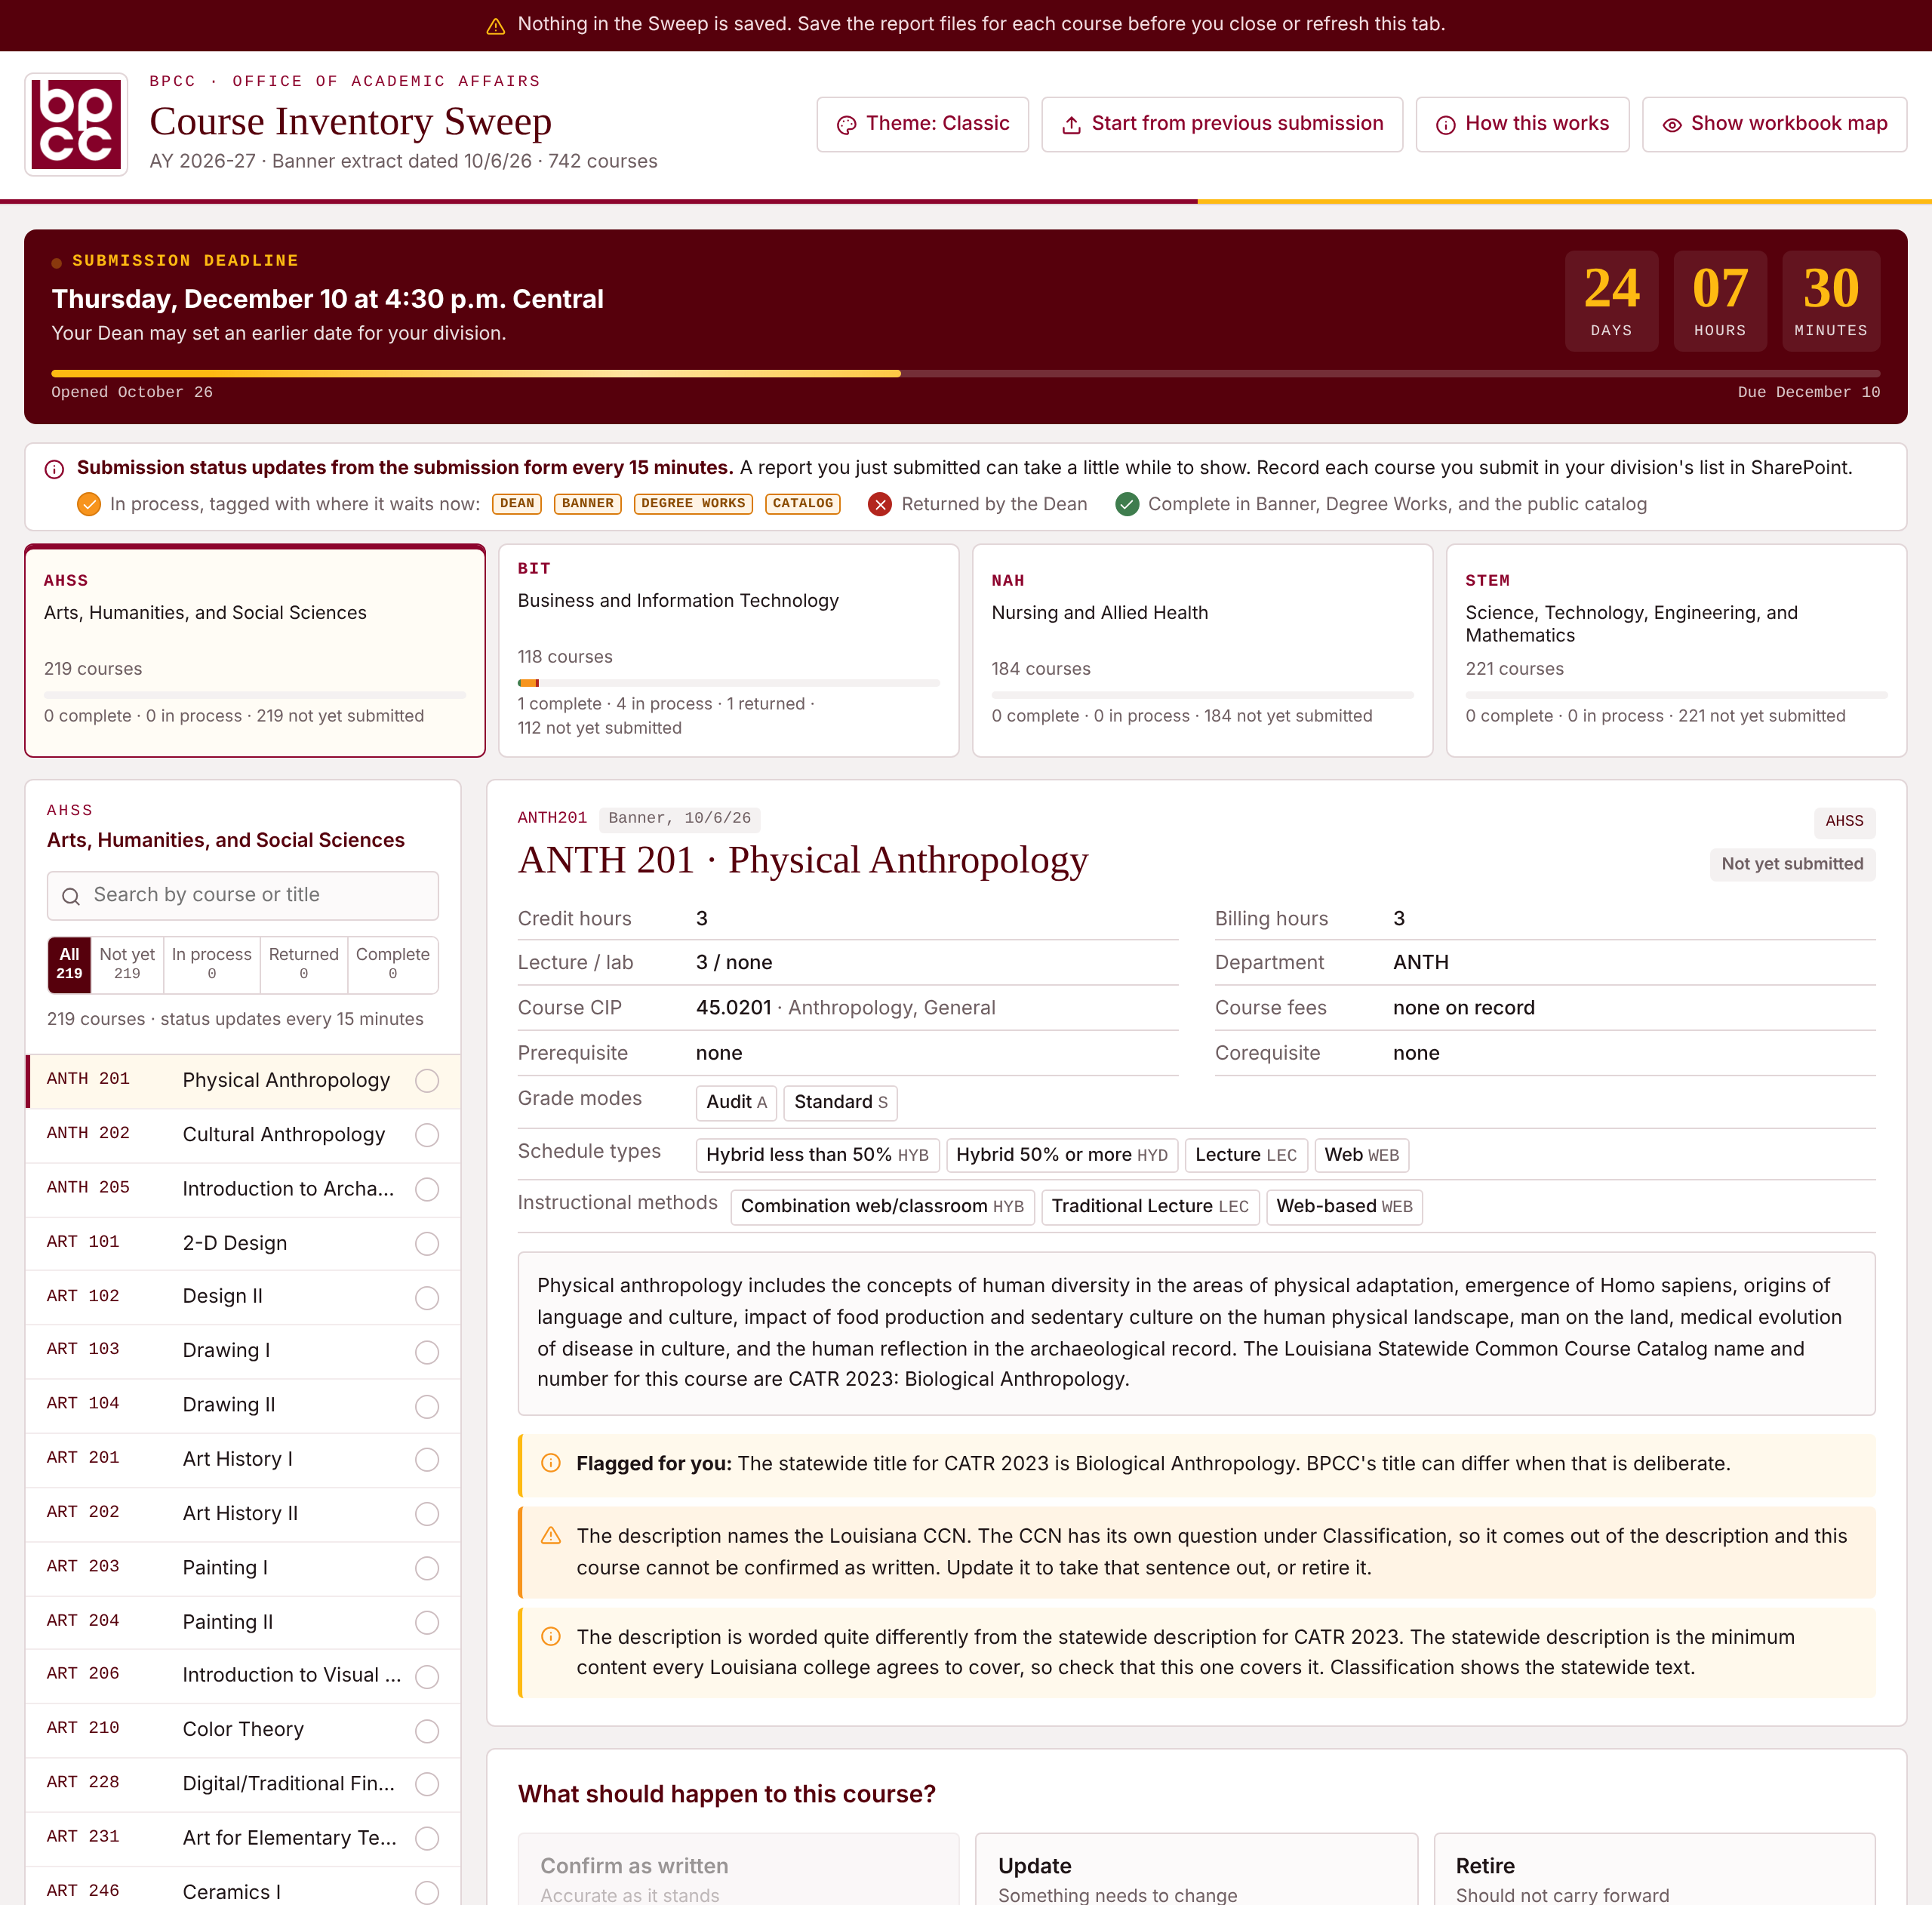 Nothing in the Sweep is saved. Save the report files for each course before you close or refresh this tab.
bp
cc
BPCC · OFFICE OF ACADEMIC AFFAIRS
Course Inventory Sweep
AY 2026-27 · Banner extract dated 10/6/26 · 742 courses
Theme: Classic
Start from previous submission
How this works
Show workbook map
SUBMISSION DEADLINE
Thursday, December 10 at 4:30 p.m. Central
Your Dean may set an earlier date for your division.
24
DAYS
07
HOURS
30
MINUTES
Opened October 26
Due December 10
Submission status updates from the submission form every 15 minutes. A report you just submitted can take a little while to show. Record each course you submit in your division's list in SharePoint.
In process, tagged with where it waits now: DEAN BANNER DEGREE WORKS CATALOG Returned by the Dean Complete in Banner, Degree Works, and the public catalog
AHSS
Arts, Humanities, and Social Sciences
219 courses
0 complete · 0 in process · 219 not yet submitted
BIT
Business and Information Technology
118 courses
1 complete · 4 in process · 1 returned ·
112 not yet submitted
NAH
Nursing and Allied Health
184 courses
0 complete · 0 in process · 184 not yet submitted
STEM
Science, Technology, Engineering, and
Mathematics
221 courses
0 complete · 0 in process · 221 not yet submitted
AHSS
Arts, Humanities, and Social Sciences
Search by course or title
All
219
Not yet
219
In process
0
Returned
0
Complete
0
219 courses · status updates every 15 minutes
ANTH 201 Physical Anthropology
ANTH 202 Cultural Anthropology
ANTH 205 Introduction to Archa...
ART 101 2-D Design
ART 102 Design II
ART 103 Drawing I
ART 104 Drawing II
ART 201 Art History I
ART 202 Art History II
ART 203 Painting I
ART 204 Painting II
ART 206 Introduction to Visual ...
ART 210 Color Theory
ART 228 Digital/Traditional Fin...
ART 231 Art for Elementary Te...
ART 246 Ceramics I
ANTH201 Banner, 10/6/26
AHSS
ANTH 201 · Physical Anthropology
Not yet submitted
Credit hours 3
Billing hours 3
Lecture / lab 3 / none
Department ANTH
Course CIP 45.0201 · Anthropology, General
Course fees none on record
Prerequisite none
Corequisite none
Grade modes Audit A Standard S
Schedule types Hybrid less than 50% HYB Hybrid 50% or more HYD Lecture LEC Web WEB
Instructional methods Combination web/classroom HYB Traditional Lecture LEC Web-based WEB
Physical anthropology includes the concepts of human diversity in the areas of physical adaptation, emergence of Homo sapiens, origins of
language and culture, impact of food production and sedentary culture on the human physical landscape, man on the land, medical evolution
of disease in culture, and the human reflection in the archaeological record. The Louisiana Statewide Common Course Catalog name and
number for this course are CATR 2023: Biological Anthropology.
Flagged for you: The statewide title for CATR 2023 is Biological Anthropology. BPCC's title can differ when that is deliberate.
The description names the Louisiana CCN. The CCN has its own question under Classification, so it comes out of the description and this
course cannot be confirmed as written. Update it to take that sentence out, or retire it.
The description is worded quite differently from the statewide description for CATR 2023. The statewide description is the minimum
content every Louisiana college agrees to cover, so check that this one covers it. Classification shows the statewide text.
What should happen to this course?
Confirm as written
Accurate as it stands
Update
Something needs to change
Retire
Should not carry forward